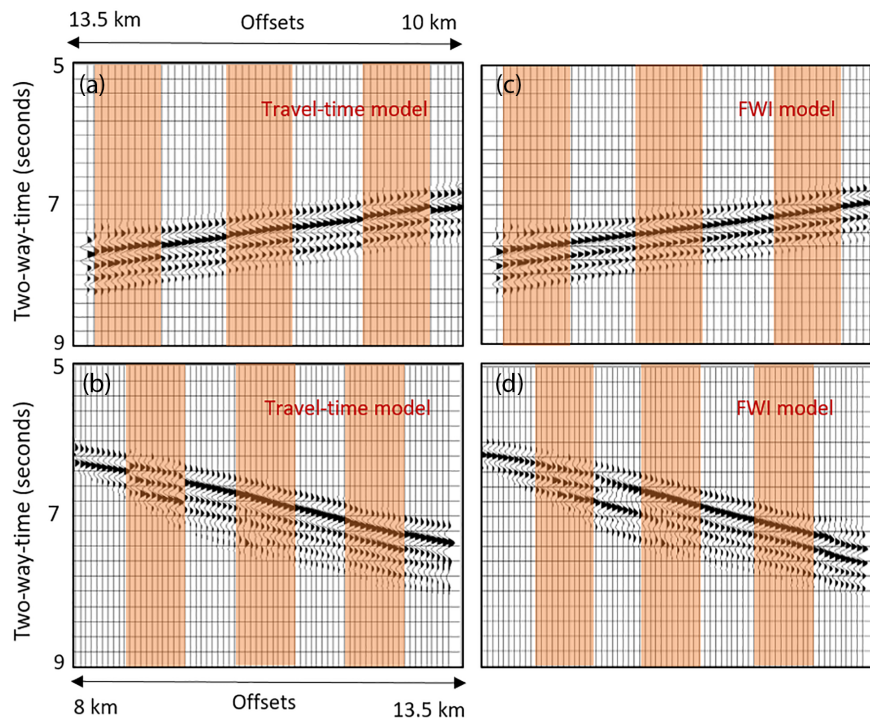 13.5 km Offsets 10 km
5
(a)
Travel-time model
(c)
FWI model
Two-way-time (seconds)
7
9
5
(b)
Travel-time model
(d)
FWI model
Two-way-time (seconds)
7
9
8 km Offsets 13.5 km